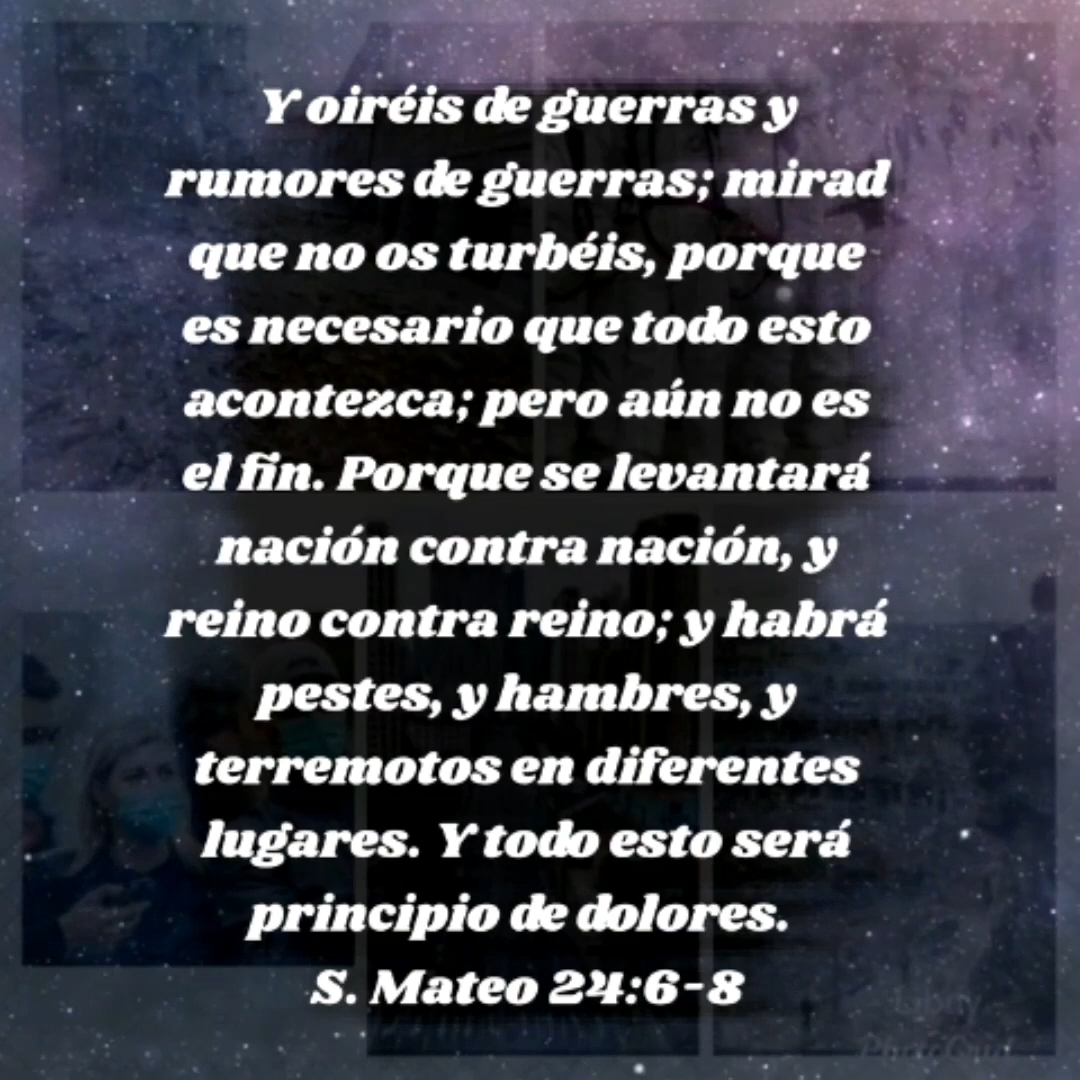 Y oiréis de guerras y
rumores de guerras; mirad
que no os turbéis, porque
es necesario que todo esto
acontezca; pero aún no es
el fin. Porque se levantará
nación contra nación, y
reino contra reino; y habrá
pestes, y hambres, y
terremotos en diferentes
lugares. Y todo esto será
principio de dolores.
S. Mateo 24:6-8
PhotoGrid